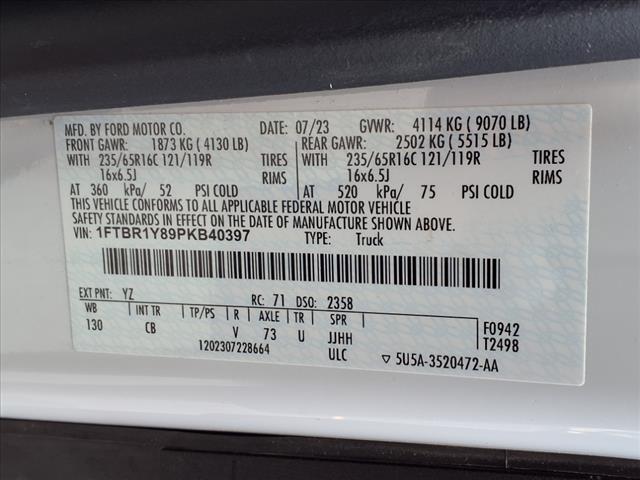 MFD. BY FORD MOTOR CO. DATE: 07/23 GVWR: 4114 KG ( 9070 LB)
FRONT GAWR: 1873 KG ( 4130 LB) REAR GAWR: 2502 KG ( 5515 LB)
WITH 235/65R16C 121/119R TIRES WITH 235/65R16C 121/119R TIRES
16x6.5J RIMS 16x6.5J RIMS
AT 360 kPa/ 52 PSI COLD AT 520 kPa/ 75 PSI COLD
THIS VEHICLE CONFORMS TO ALL APPLICABLE FEDERAL MOTOR VEHICLE
SAFETY STANDARDS IN EFFECT ON THE DATE OF MANUFACTURE SHOWN ABOVE.
VIN: 1FTBR1Y89PKB40397 TYPE: Truck
EXT PNT: YZ RC: 71 DSO: 2358
WB INT TR TP/PS R AXLE TR SPR F0942
130 CB V 73 U JJHH T2498
1202307228664 ULC ▽ 5U5A-3520472-AA